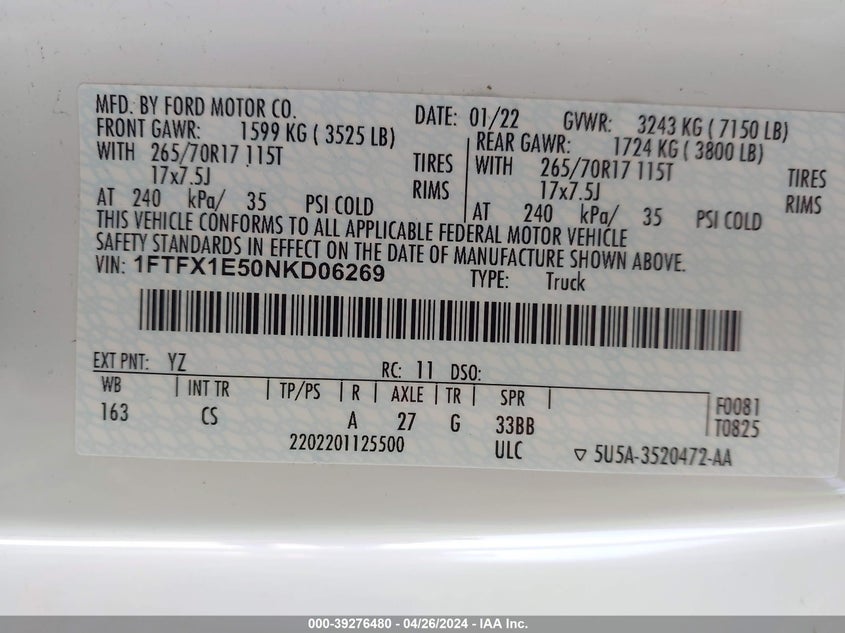 MFD. BY FORD MOTOR CO. DATE: 01/22 GVWR: 3243 KG ( 7150 LB)
FRONT GAWR: 1599 KG ( 3525 LB) REAR GAWR: 1724 KG ( 3800 LB)
WITH 265/70R17 115T TIRES WITH 265/70R17 115T TIRES
17x7.5J RIMS 17x7.5J RIMS
AT 240 kPa/ 35 PSI COLD AT 240 kPa/ 35 PSI COLD
THIS VEHICLE CONFORMS TO ALL APPLICABLE FEDERAL MOTOR VEHICLE
SAFETY STANDARDS IN EFFECT ON THE DATE OF MANUFACTURE SHOWN ABOVE.
VIN: 1FTFX1E50NKD06269 TYPE: Truck
EXT PNT: YZ RC: 11 DSO:
WB INT TR TP/PS R AXLE TR SPR F0081
163 CS A 27 G 33BB T0825
2202201125500 ULC ▽ 5U5A-3520472-AA
000-39276480 - 04/26/2024 - IAA Inc.